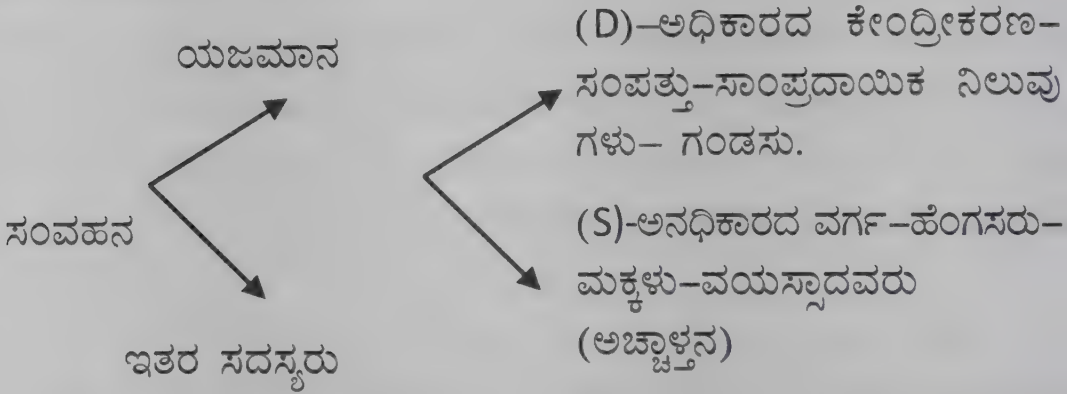 ಯಜಮಾನ
ಸಂವಹನ
ಇತರ ಸದಸ್ಯರು
(D)–ಅಧಿಕಾರದ ಕೇಂದ್ರೀಕರಣ–
ಸಂಪತ್ತು–ಸಾಂಪ್ರದಾಯಿಕ ನಿಲುವು
ಗಳು– ಗಂಡಸು.
(S)-ಅನಧಿಕಾರದ ವರ್ಗ–ಹೆಂಗಸರು–
ಮಕ್ಕಳು–ವಯಸ್ಸಾದವರು
(ಅಚ್ಚಾಳ್ತನ)